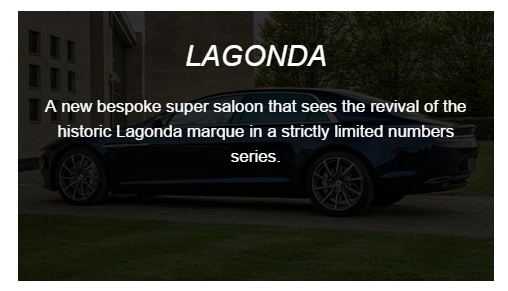 LAGONDA
A new bespoke super saloon that sees the revival of the
historic Lagonda marque in a strictly limited numbers
series.